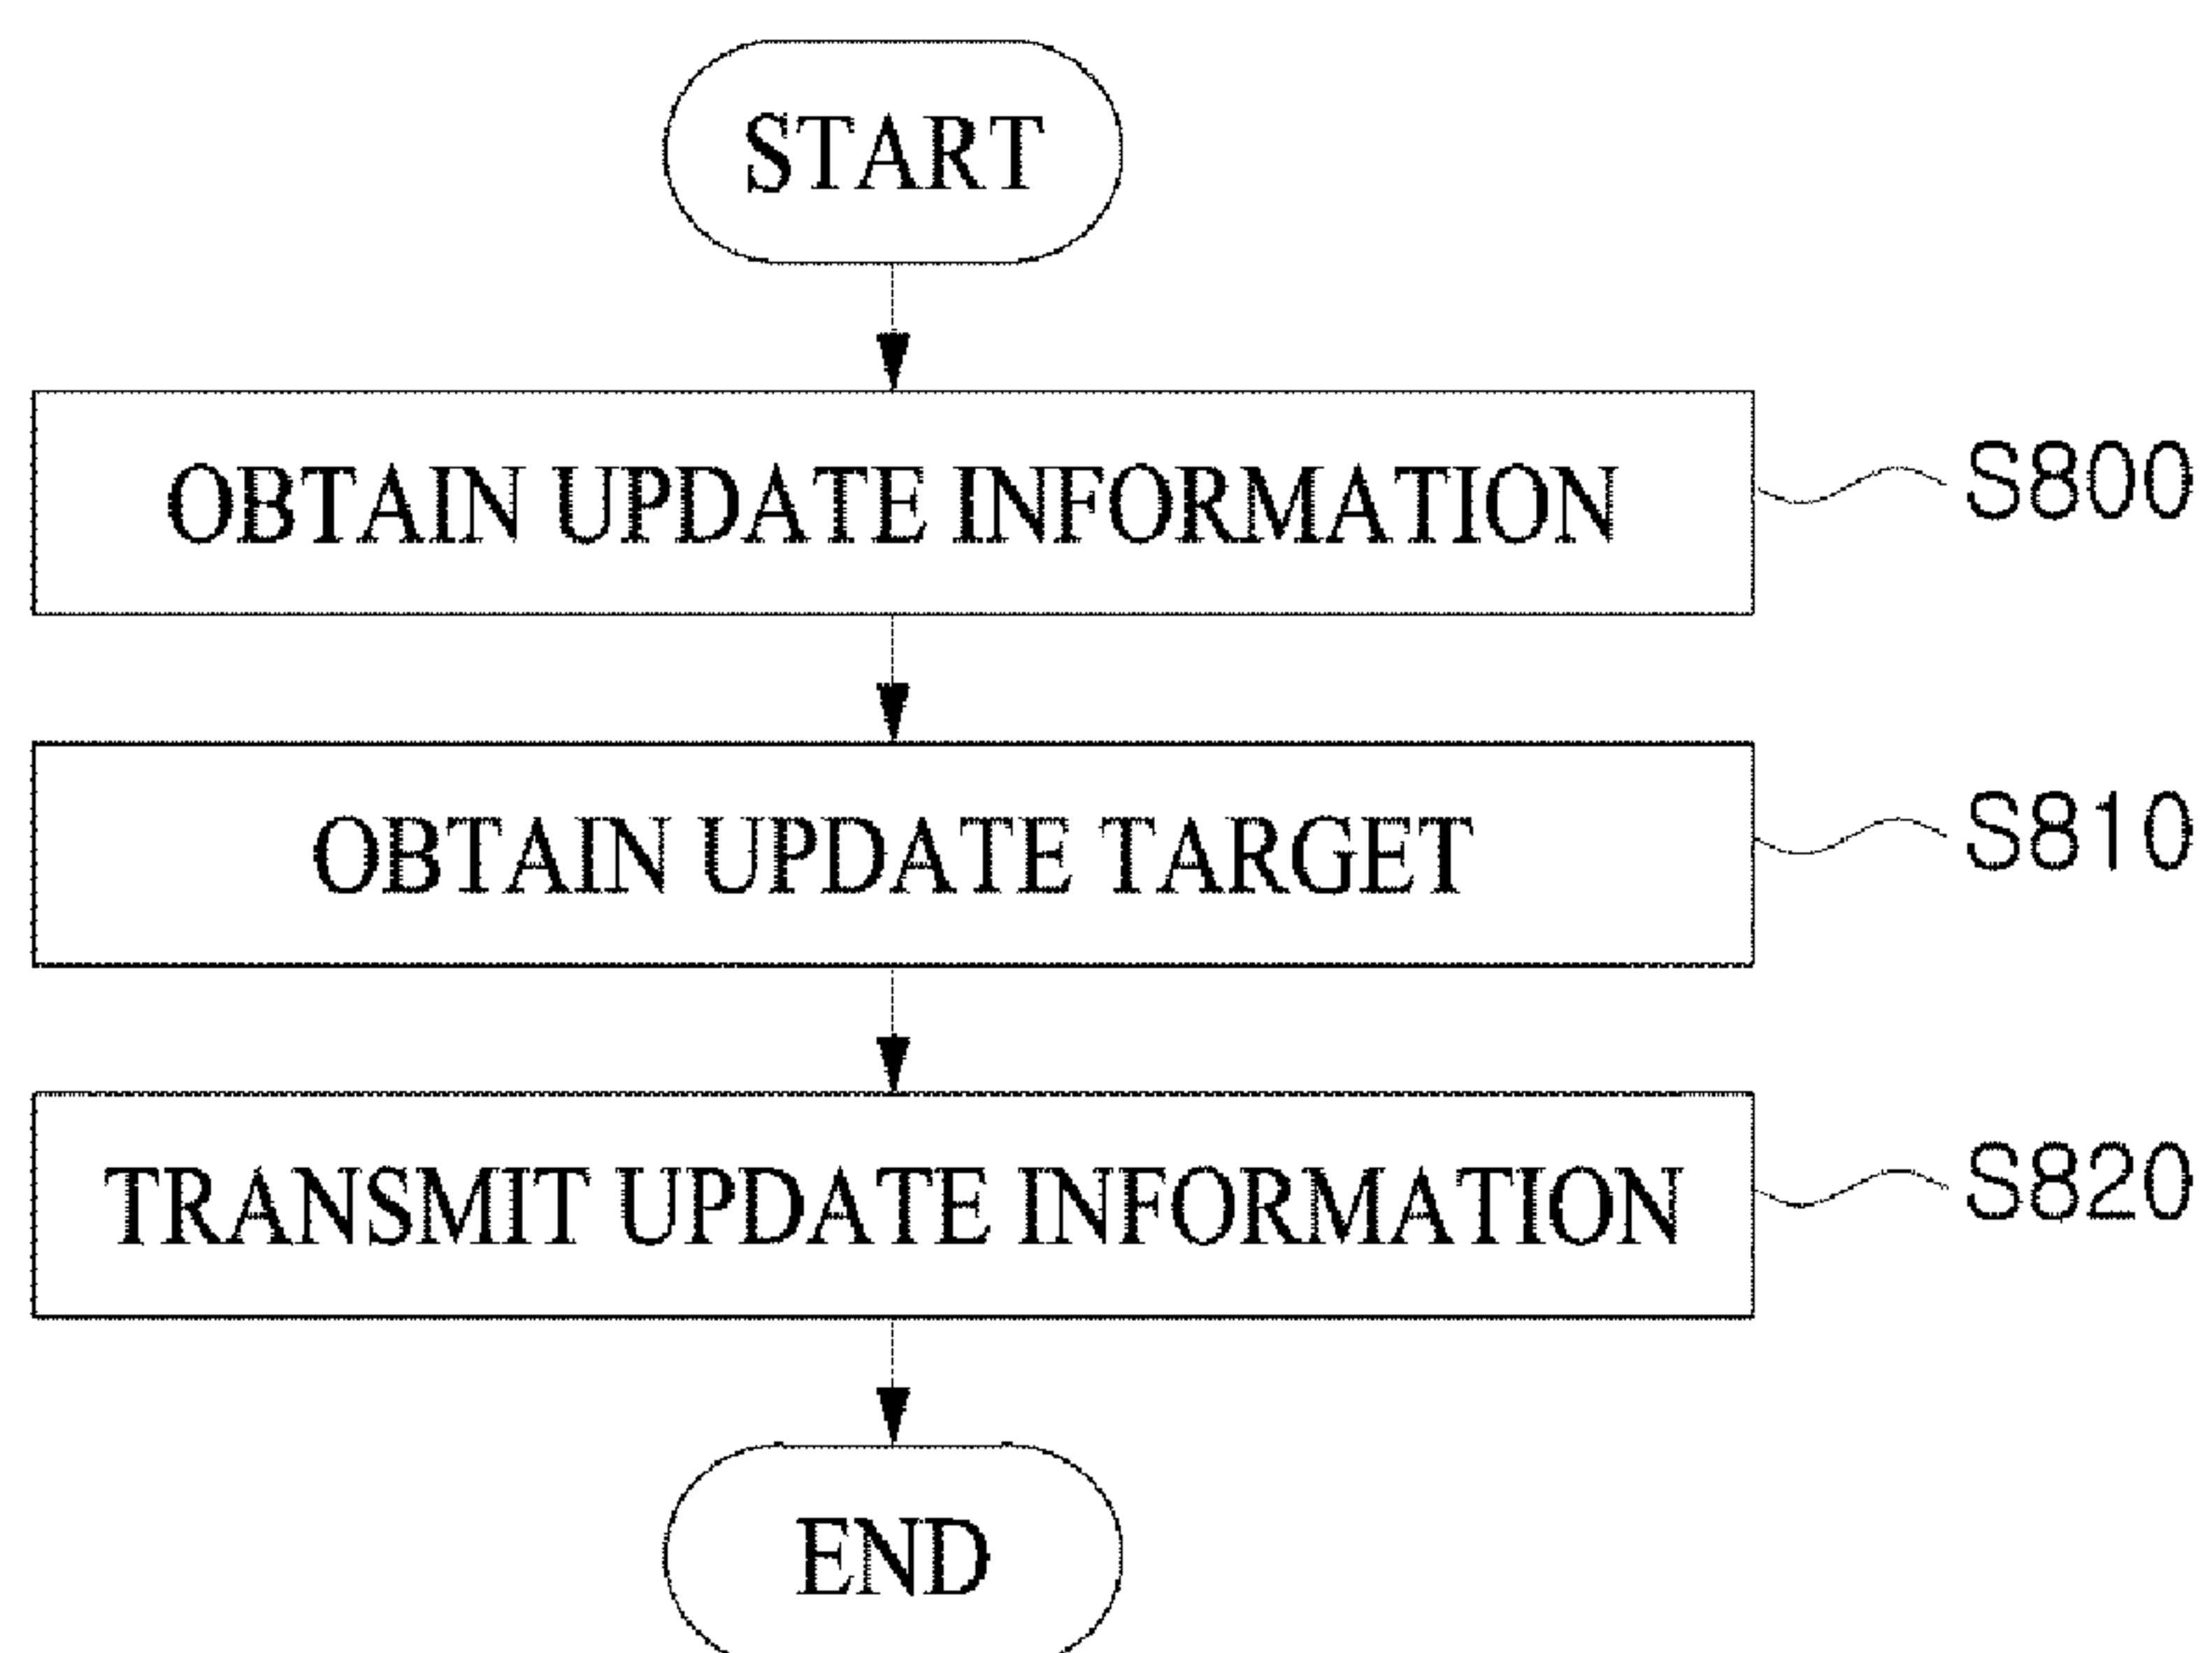 START
OBTAIN UPDATE INFORMATION S800
OBTAIN UPDATE TARGET S810
TRANSMIT UPDATE INFORMATION S820
END